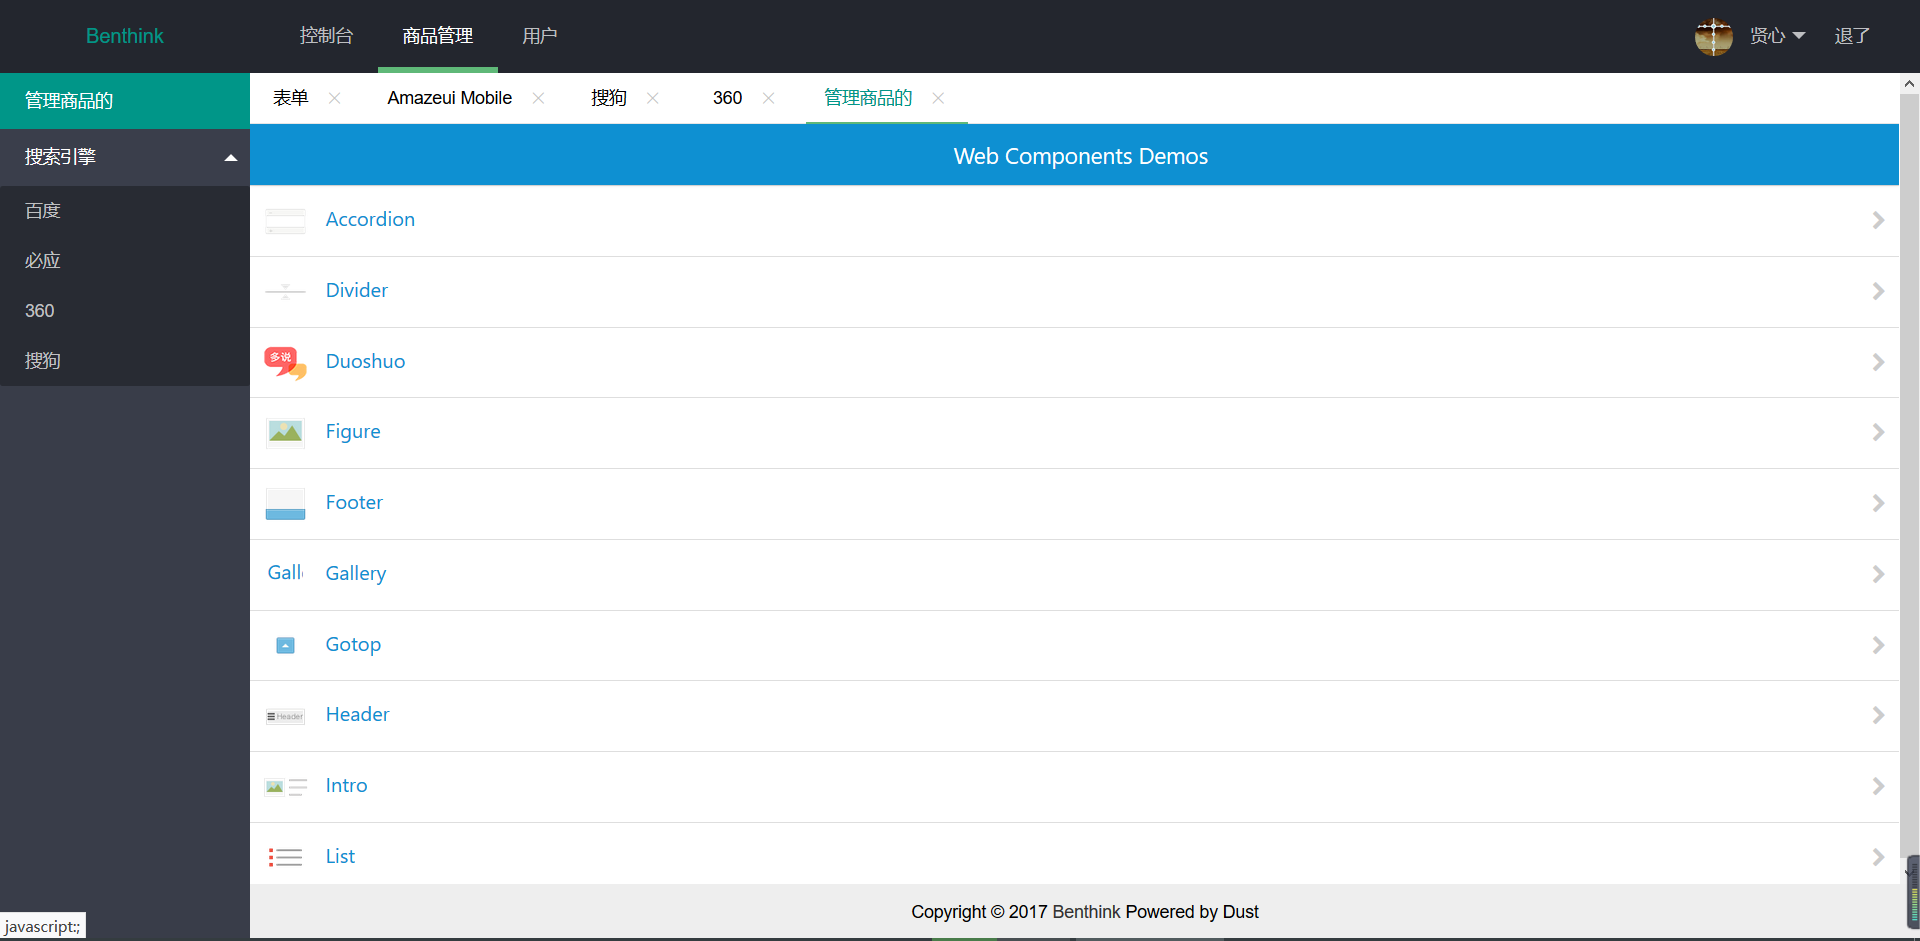 Benthink 控制台 商品管理 用户 贤心 退了
管理商品的
搜索引擎
百度
必应
360
搜狗
表单 Amazeui Mobile 搜狗 360 管理商品的
Web Components Demos
Accordion
Divider
多说 Duoshuo
Figure
Footer
Gall Gallery
Gotop
Header Header
Intro
List
Copyright © 2017 Benthink Powered by Dust
javascript:;